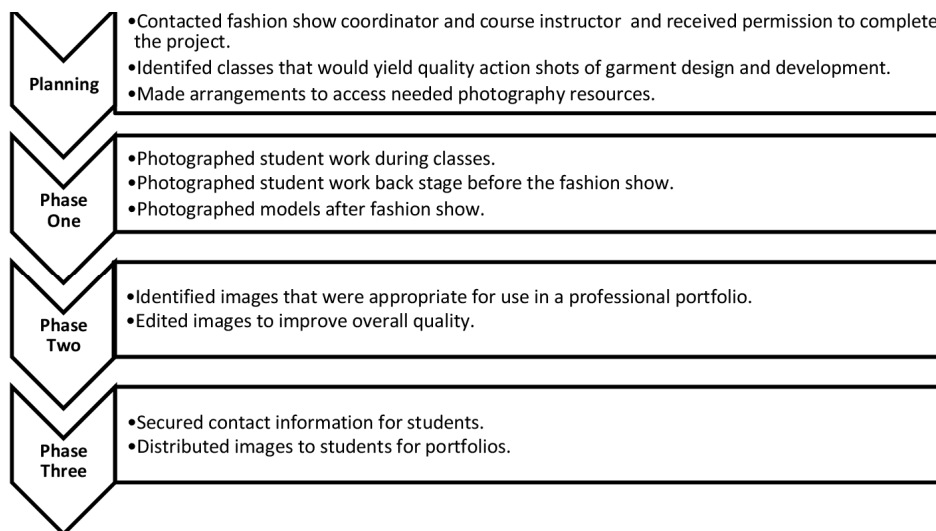 •Contacted fashion show coordinator and course instructor and received permission to complete
the project.
•Identifed classes that would yield quality action shots of garment design and development.
Planning
•Made arrangements to access needed photography resources.
•Photographed student work during classes.
•Photographed student work back stage before the fashion show.
•Photographed models after fashion show.
Phase
One
•Identified images that were appropriate for use in a professional portfolio.
•Edited images to improve overall quality.
Phase
Two
•Secured contact information for students.
•Distributed images to students for portfolios.
Phase
Three